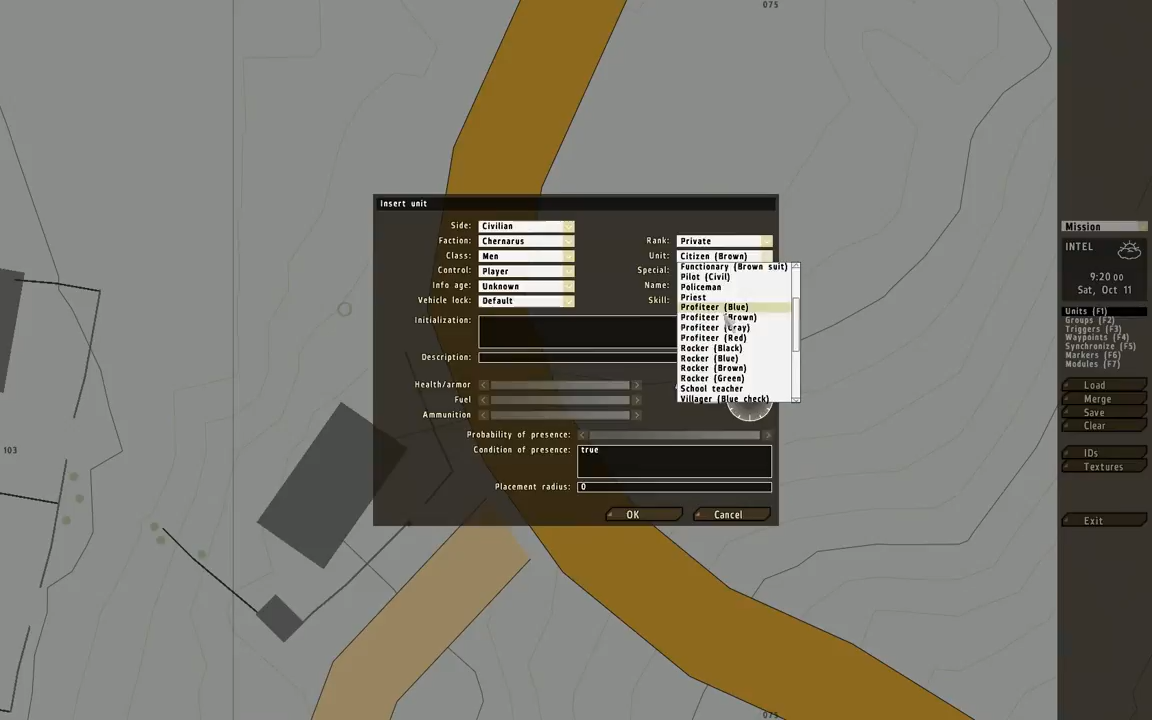 075
Insert unit
Side: Civilian
Faction: Chernarus
Class: Men
Control: Player
Info age: Unknown
Vehicle lock: Default
Initialization:
Description:
Rank: Private
Unit: Citizen (Brown)
Special:
Name:
Skill:
Functionary (Brown suit)
Pilot (Civil)
Policeman
Priest
Profiteer (Blue)
Profiteer (Brown)
Profiteer (Gray)
Profiteer (Red)
Rocker (Black)
Rocker (Blue)
Rocker (Brown)
Rocker (Green)
School teacher
Villager (Blue check)
Health/armor
Fuel
Ammunition
Probability of presence:
Condition of presence: true
Placement radius: 0
OK
Cancel
Mission
INTEL
9:20 00
Sat, Oct 11
Units (F1)
Groups (F2)
Triggers (F3)
Waypoints (F4)
Synchronize (F5)
Markers (F6)
Modules (F7)
Load
Merge
Save
Clear
IDs
Textures
Exit
103
075